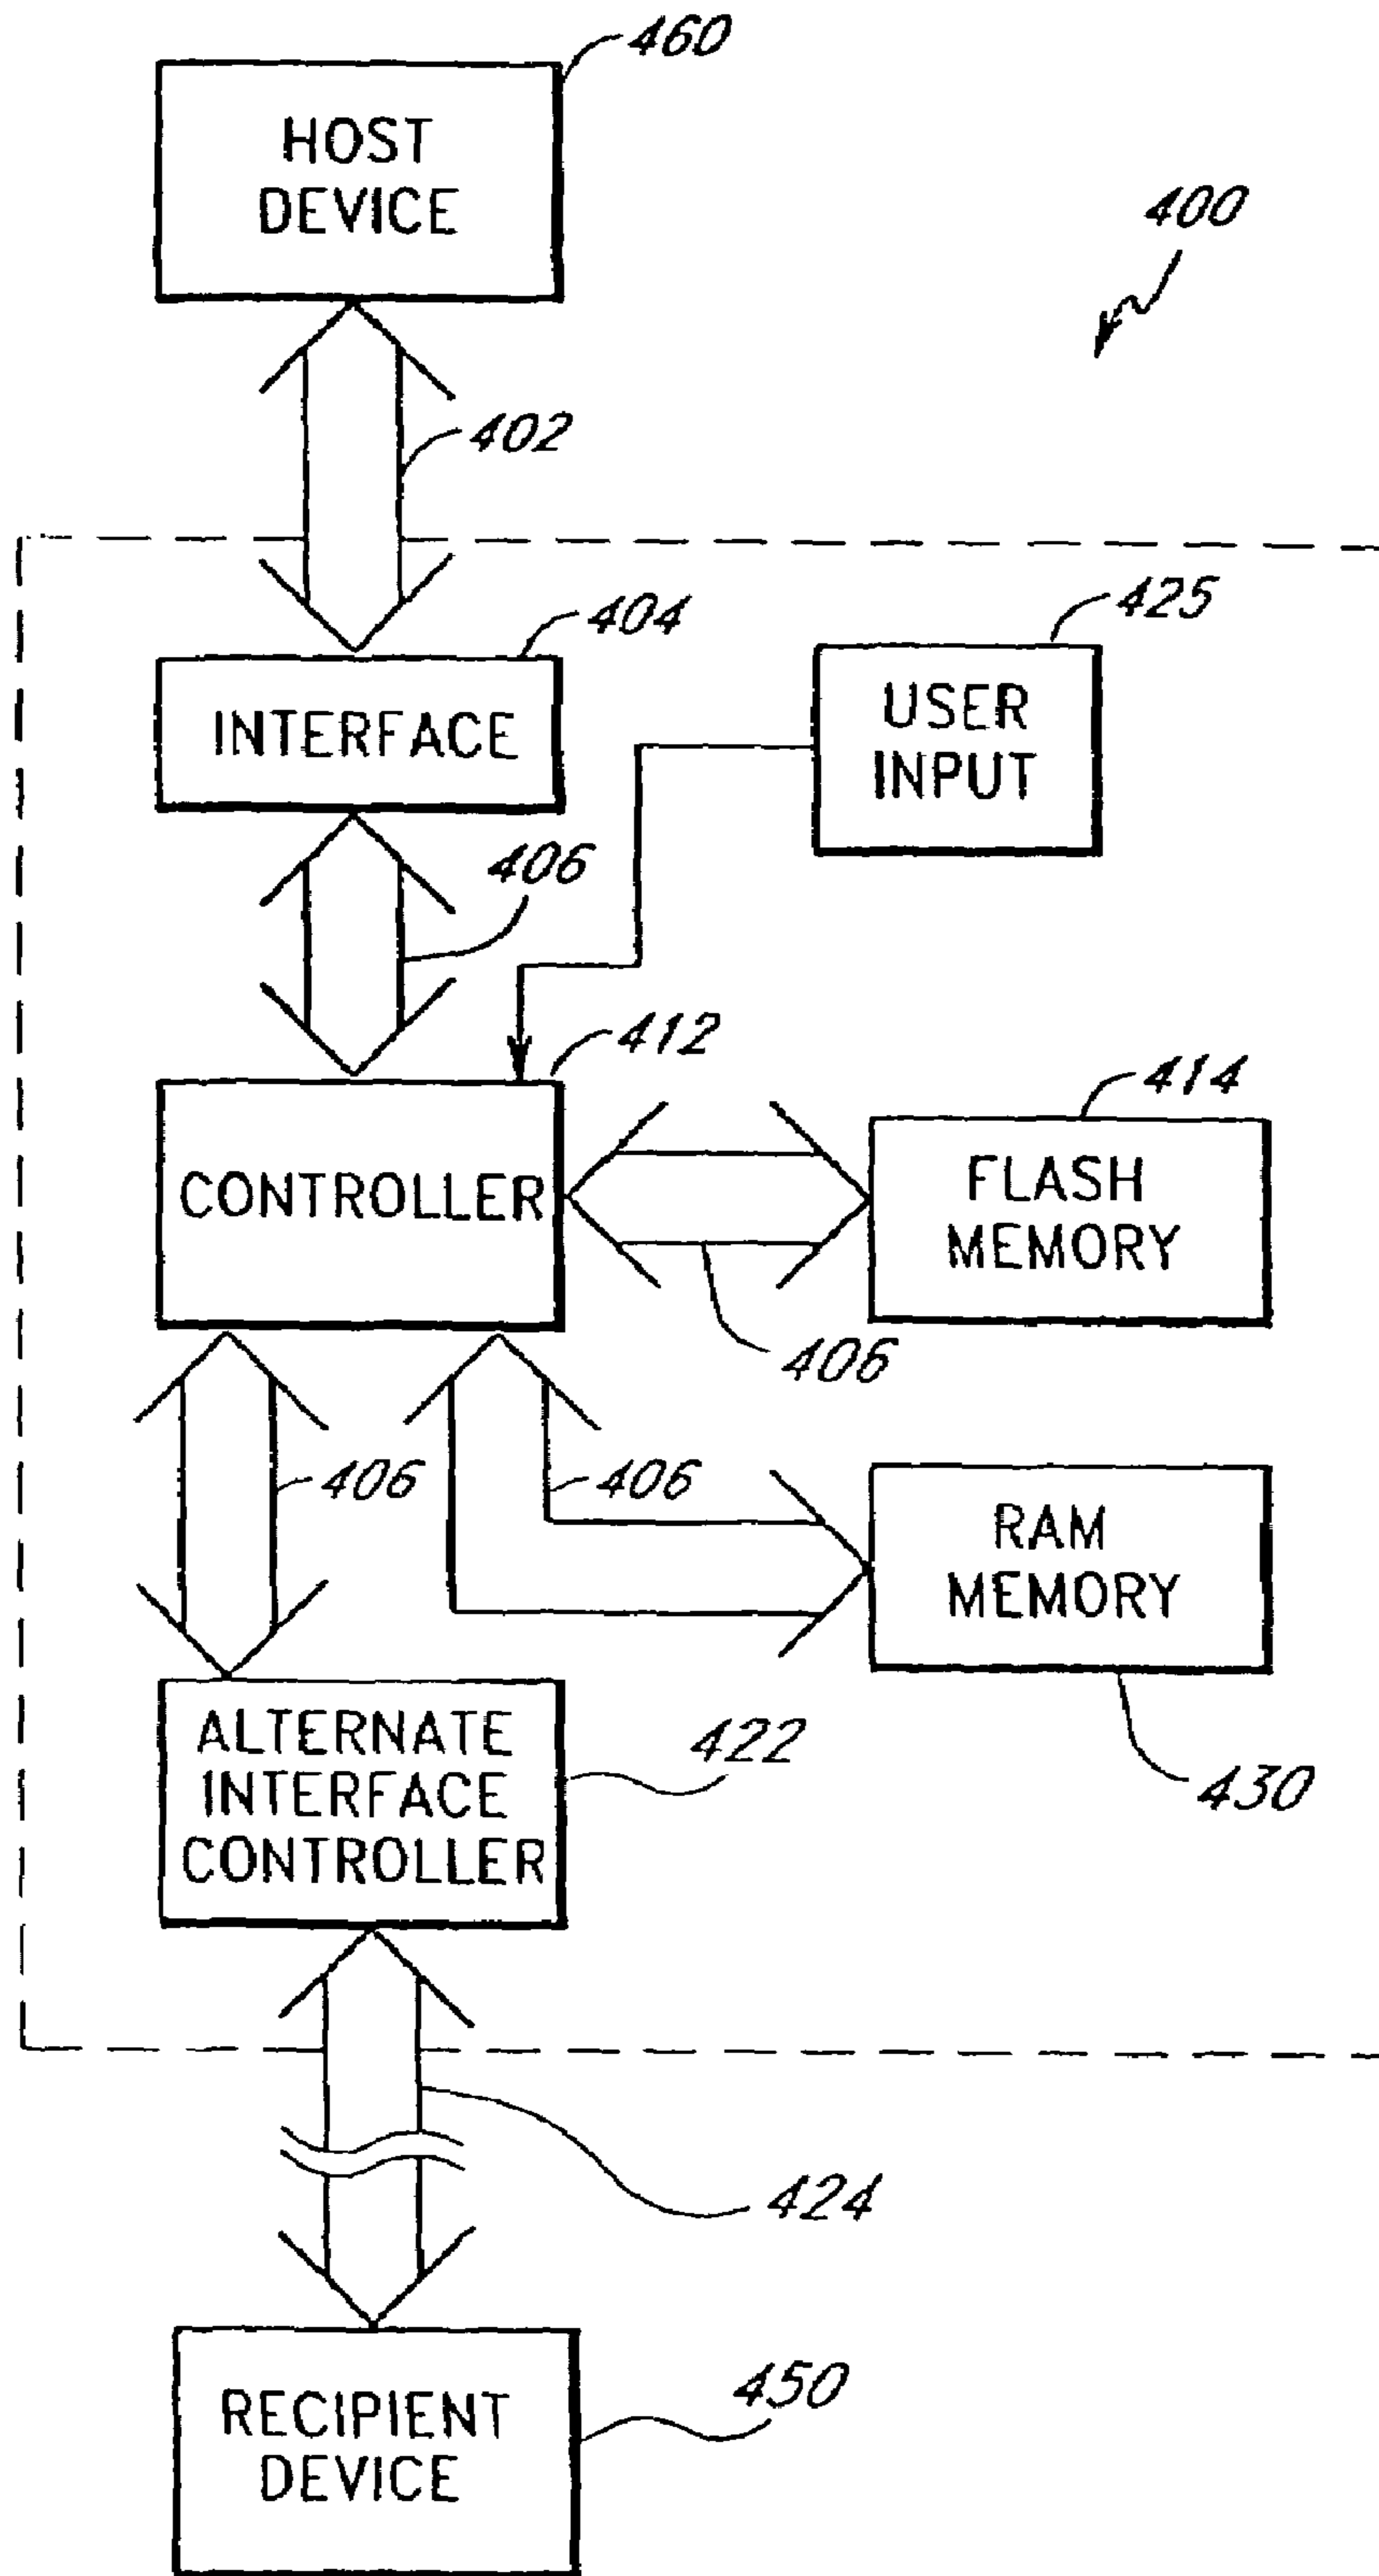 460
HOST
DEVICE
400
402
404
425
INTERFACE
USER
INPUT
406
412
414
CONTROLLER
FLASH
MEMORY
406
406
406
RAM
MEMORY
ALTERNATE
INTERFACE
CONTROLLER
422
430
424
450
RECIPIENT
DEVICE